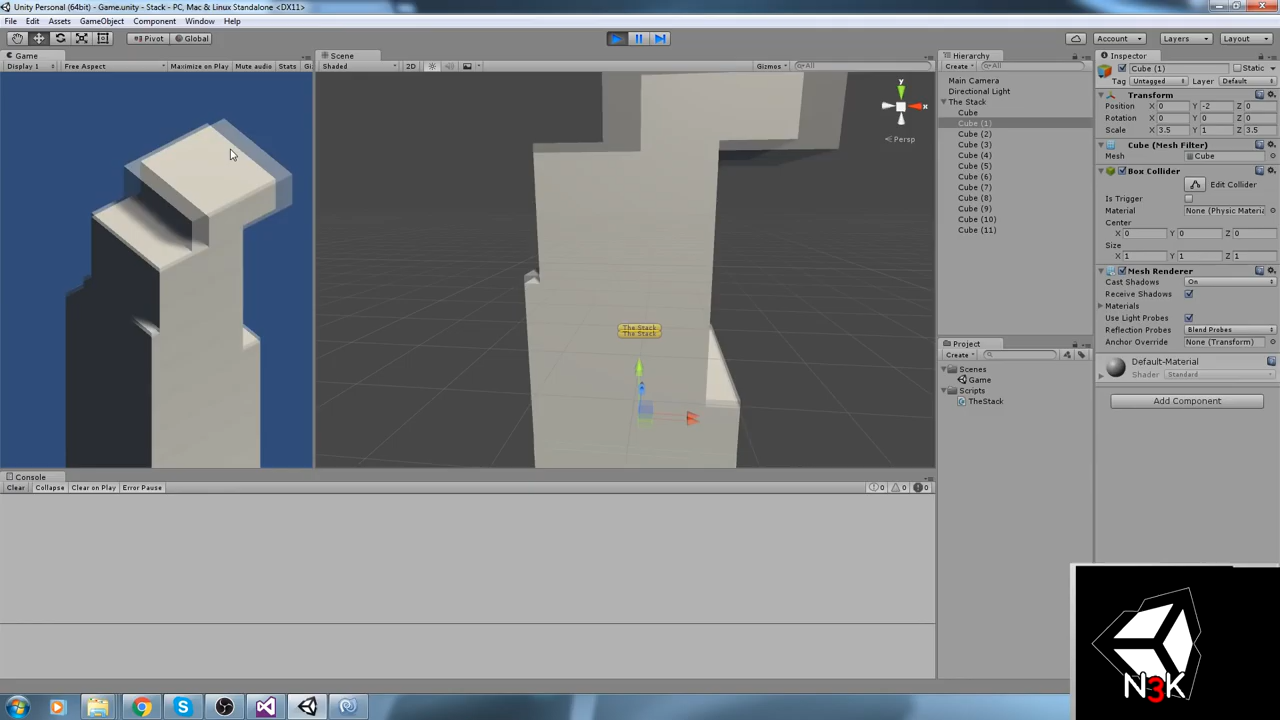 Unity Personal (64bit) - Game.unity - Stack - PC, Mac & Linux Standalone <DX11>
File Edit Assets GameObject Component Window Help
Pivot Global Account Layers Layout
Game
Display 1 Free Aspect Maximize on Play Mute audio Stats Gi
Scene
Shaded 2D Gizmos All
y
x
Persp
The Stack
The Stack
Hierarchy
Create All
Main Camera
Directional Light
The Stack
Cube
Cube (1)
Cube (2)
Cube (3)
Cube (4)
Cube (5)
Cube (6)
Cube (7)
Cube (8)
Cube (9)
Cube (10)
Cube (11)
Project
Create
Scenes
Game
Scripts
TheStack
Inspector
Cube (1) Static
Tag Untagged Layer Default
Transform
Position X 0 Y -2 Z 0
Rotation X 0 Y 0 Z 0
Scale X 3.5 Y 1 Z 3.5
Cube (Mesh Filter)
Mesh Cube
Box Collider
Edit Collider
Is Trigger
Material None (Physic Materia
Center
X 0 Y 0 Z 0
Size
X 1 Y 1 Z 1
Mesh Renderer
Cast Shadows On
Receive Shadows
Materials
Use Light Probes
Reflection Probes Blend Probes
Anchor Override None (Transform)
Default-Material
Shader Standard
Add Component
Console
Clear Collapse Clear on Play Error Pause 0 0 0
N3K